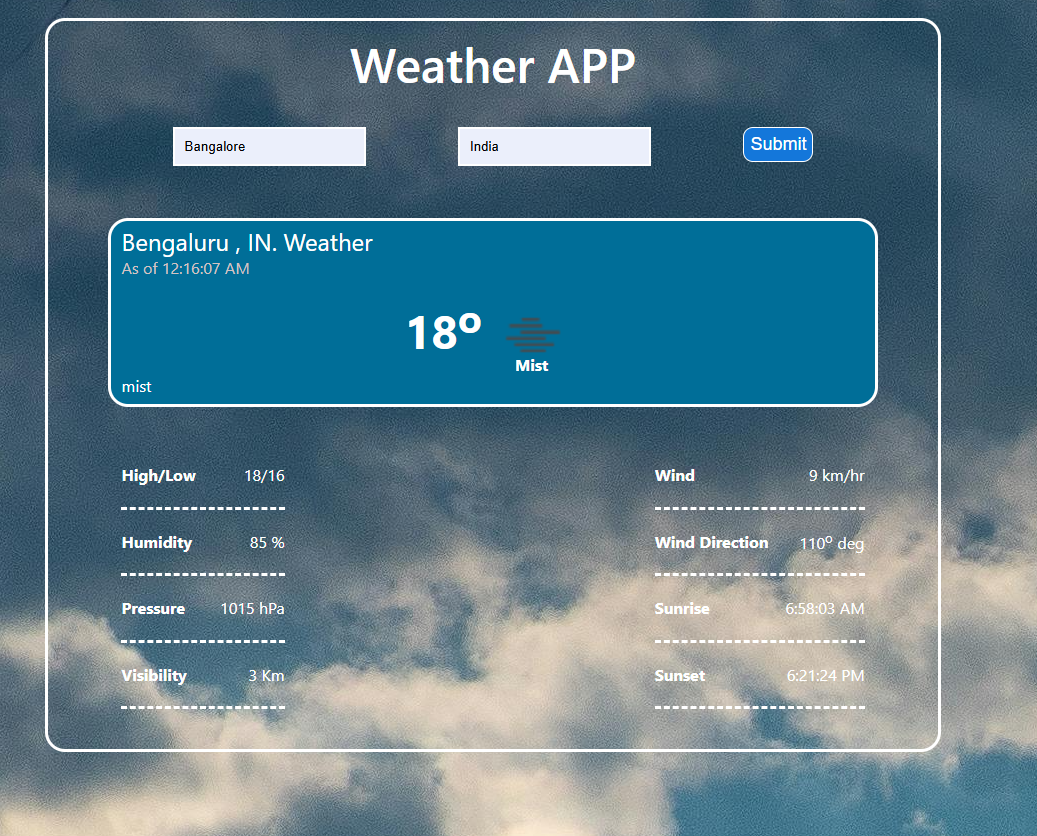 Weather APP
Bangalore India Submit
Bengaluru , IN. Weather
As of 12:16:07 AM
18º
Mist
mist
High/Low 18/16
Humidity 85 %
Pressure 1015 hPa
Visibility 3 Km
Wind 9 km/hr
Wind Direction 110º deg
Sunrise 6:58:03 AM
Sunset 6:21:24 PM